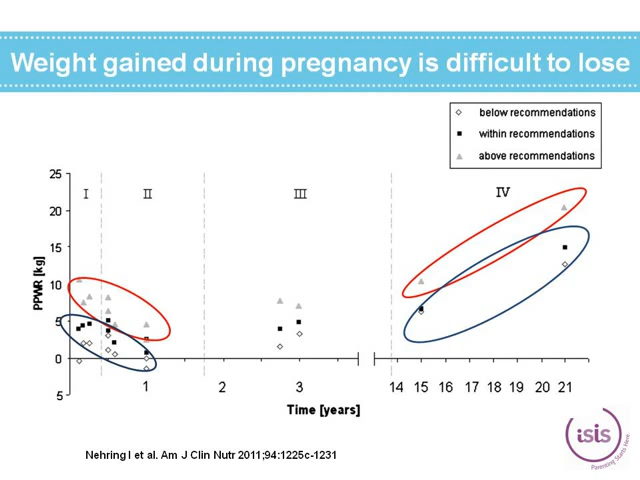 Weight gained during pregnancy is difficult to lose
below recommendations
within recommendations
above recommendations
25
20
15
10
5
0
5
PPWR [kg]
I
II
III
IV
1
2
3
14
15
16
17
18
19
20
21
Time [years]
Nehring I et al. Am J Clin Nutr 2011;94:1225c-1231
isis
Parenting Starts Here